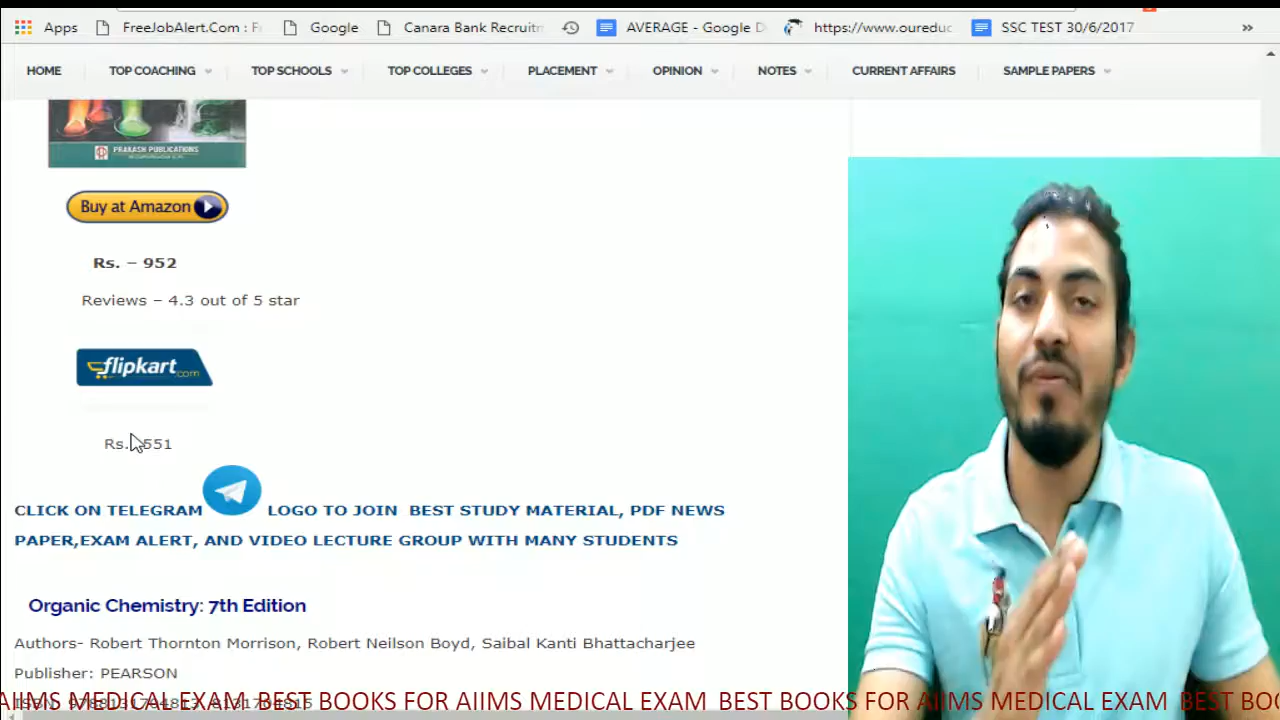 Apps FreeJobAlert.Com : Google Canara Bank Recruitm AVERAGE - Google D https://www.oureduc SSC TEST 30/6/2017 »
HOME TOP COACHING TOP SCHOOLS TOP COLLEGES PLACEMENT OPINION NOTES CURRENT AFFAIRS SAMPLE PAPERS
PRAKASH PUBLICATIONS
Buy at Amazon
Rs. – 952
Reviews – 4.3 out of 5 star
flipkart.com
Rs. 551
CLICK ON TELEGRAM LOGO TO JOIN BEST STUDY MATERIAL, PDF NEWS
PAPER,EXAM ALERT, AND VIDEO LECTURE GROUP WITH MANY STUDENTS
Organic Chemistry: 7th Edition
Authors- Robert Thornton Morrison, Robert Neilson Boyd, Saibal Kanti Bhattacharjee
Publisher: PEARSON
AIIMS MEDICAL EXAM BEST BOOKS FOR AIIMS MEDICAL EXAM BEST BOOKS FOR AIIMS MEDICAL EXAM BEST BOO